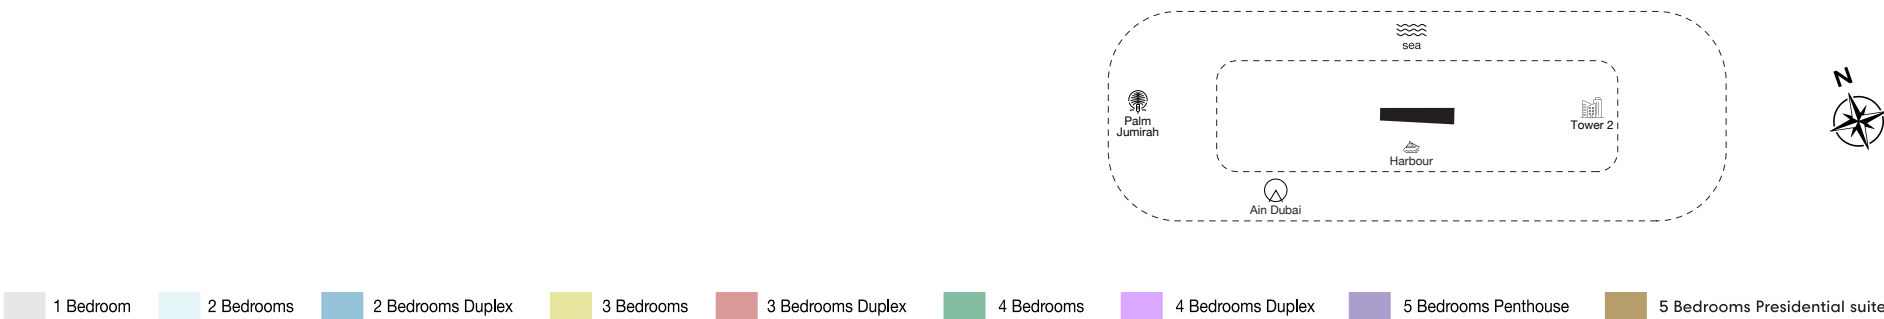 sea
N
Palm
Jumirah
Tower 2
Harbour
Ain Dubai
1 Bedroom
2 Bedrooms
2 Bedrooms Duplex
3 Bedrooms
3 Bedrooms Duplex
4 Bedrooms
4 Bedrooms Duplex
5 Bedrooms Penthouse
5 Bedrooms Presidential suite